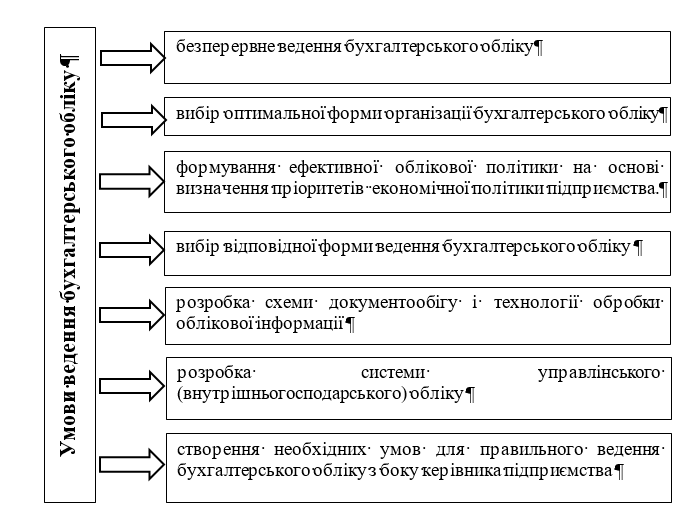 Умови ведення бухгалтерського обліку¶
безперервне ведення бухгалтерського обліку¶
вибір оптимальної форми організації бухгалтерського обліку¶
формування ефективної облікової політики на основі
визначення пріоритетів економічної політики підприємства.¶
вибір відповідної форми ведення бухгалтерського обліку ¶
розробка схеми документообігу і технології обробки
облікової інформації¶
розробка системи управлінського
(внутрішньогосподарського) обліку¶
створення необхідних умов для правильного ведення
бухгалтерського обліку з боку керівника підприємства¶